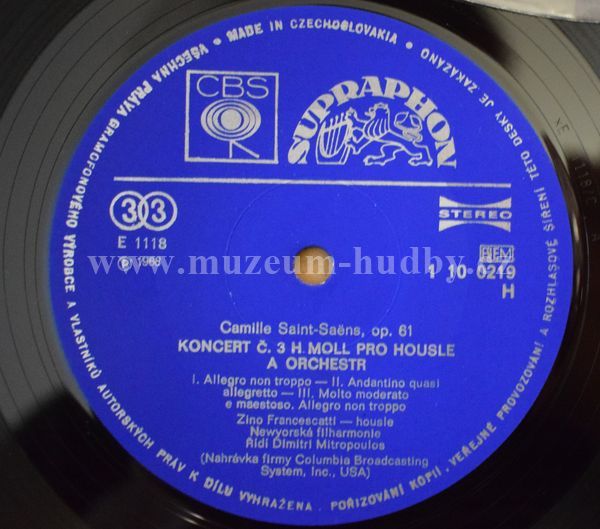 VŠECHNA PRÁVA GRAMOFONOVÉHO VÝROBCE A VLASTNÍKŮ AUTORSKÝCH PRÁV K DÍLU VYHRAŽENA. POŘIZOVÁNÍ KOPIÍ, VEŘEJNÉ PROVOZOVÁNÍ A ROZHLASOVÉ ŠÍŘENÍ TÉTO DESKY JE ZAKÁZÁNO • MADE IN CZECHOSLOVAKIA •
CBS
SUPRAPHON
33
STEREO
E 1118
BIEM
℗ 1968
1 10 0219
H
www.muzeum-hudby.cz
Camille Saint-Saëns, op. 61
KONCERT Č. 3 H MOLL PRO HOUSLE
A ORCHESTR
I. Allegro non troppo — II. Andantino quasi
allegretto — III. Molto moderato
e maestoso. Allegro non troppo
Zino Francescatti — housle
Newyorská filharmonie
Řídí Dimitri Mitropoulos
(Nahrávka firmy Columbia Broadcasting
System, Inc., USA)